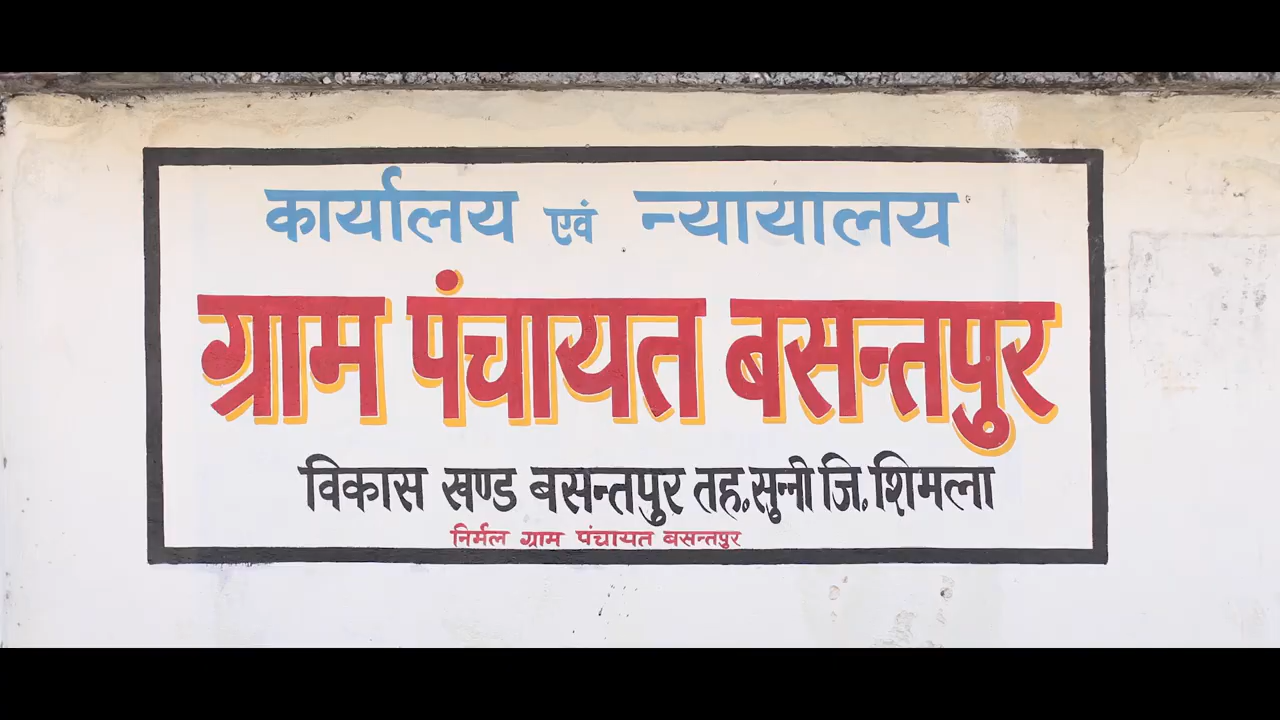 कार्यालय एवं न्यायालय
ग्राम पंचायत बसन्तपुर
विकास खण्ड बसन्तपुर तह.सुन्नी जि.शिमला
निर्मल ग्राम पंचायत बसन्तपुर